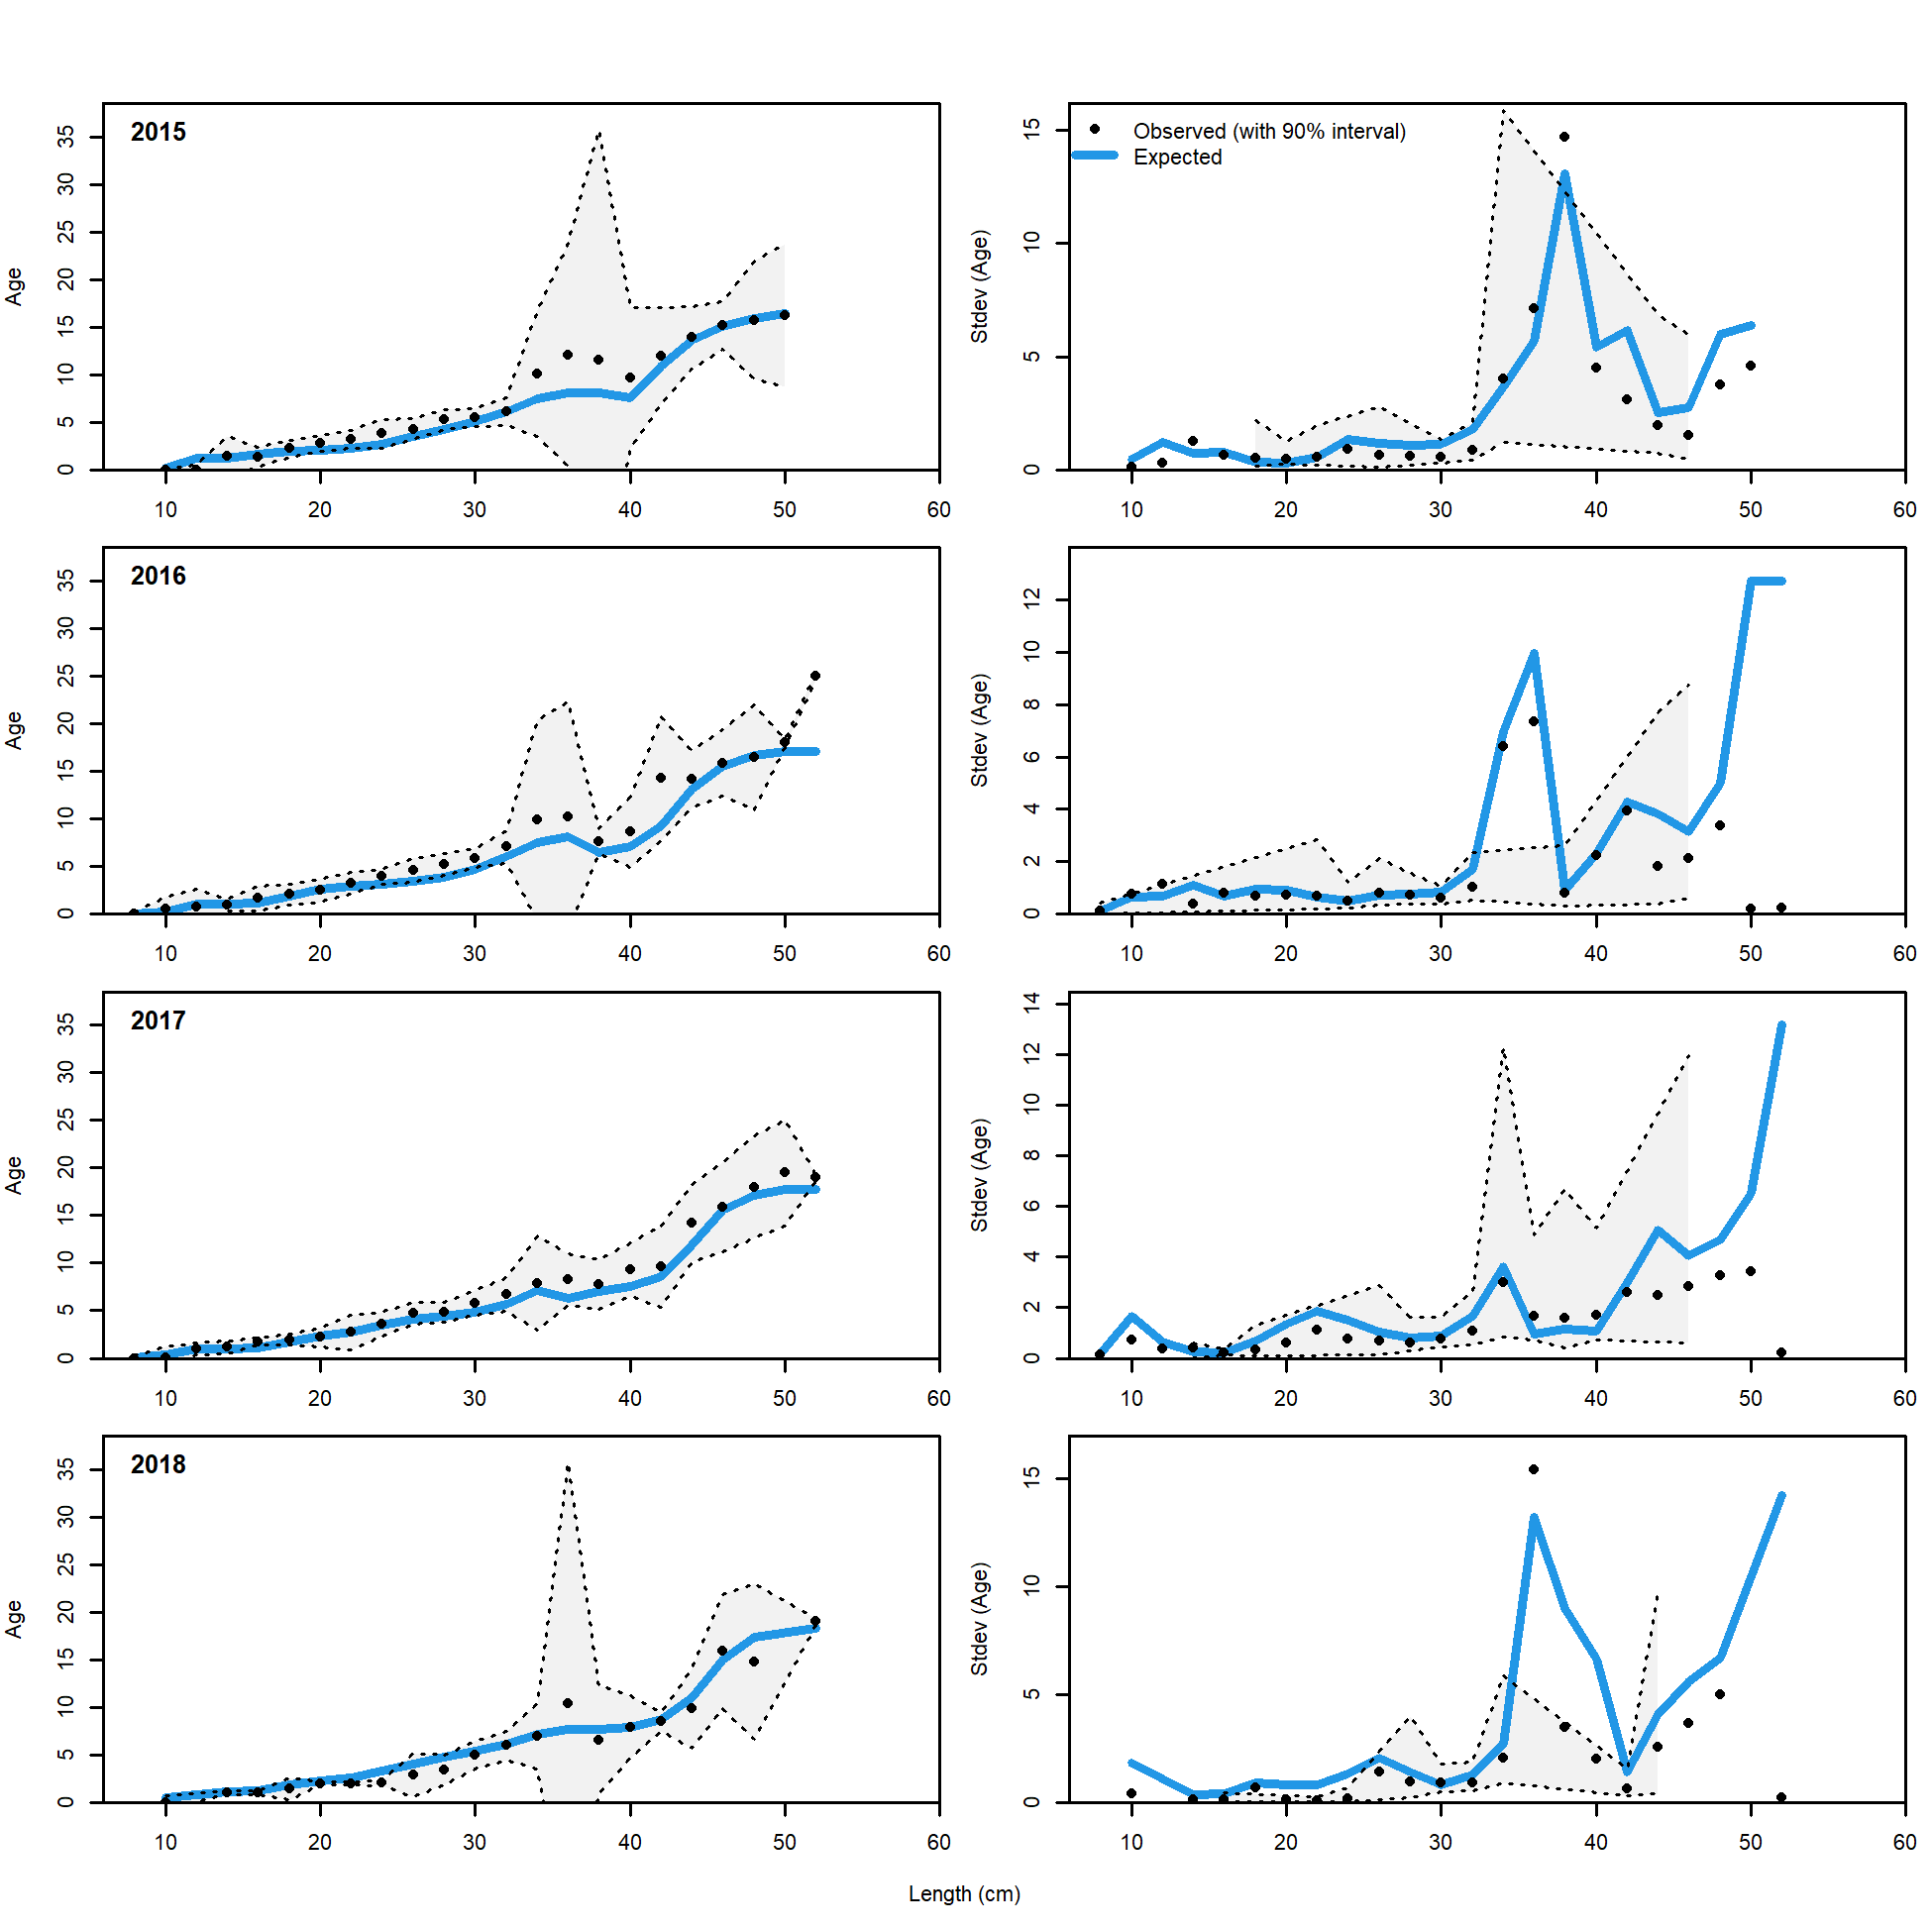 2015
Age
0 5 10 15 20 25 30 35
10 20 30 40 50 60
Observed (with 90% interval)
Expected
Stdev (Age)
0 5 10 15
10 20 30 40 50 60
2016
Age
0 5 10 15 20 25 30 35
10 20 30 40 50 60
Stdev (Age)
0 2 4 6 8 10 12
10 20 30 40 50 60
2017
Age
0 5 10 15 20 25 30 35
10 20 30 40 50 60
Stdev (Age)
0 2 4 6 8 10 12 14
10 20 30 40 50 60
2018
Age
0 5 10 15 20 25 30 35
10 20 30 40 50 60
Stdev (Age)
0 5 10 15
10 20 30 40 50 60
Length (cm)